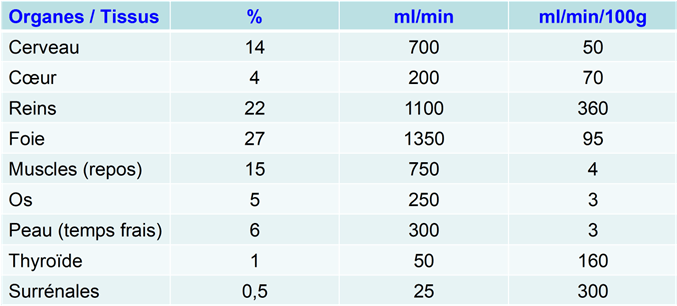 Organes / Tissus % ml/min ml/min/100g
Cerveau 14 700 50
Cœur 4 200 70
Reins 22 1100 360
Foie 27 1350 95
Muscles (repos) 15 750 4
Os 5 250 3
Peau (temps frais) 6 300 3
Thyroïde 1 50 160
Surrénales 0,5 25 300